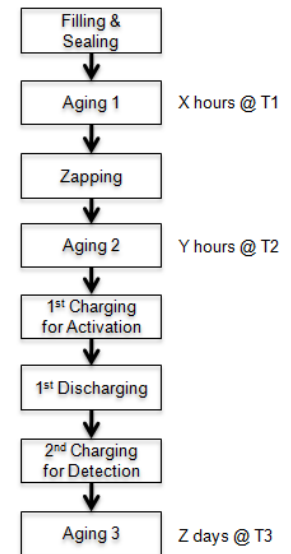 Filling &
Sealing
Aging 1
X hours @ T1
Zapping
Aging 2
Y hours @ T2
1st Charging
for Activation
1st Discharging
2nd Charging
for Detection
Aging 3
Z days @ T3